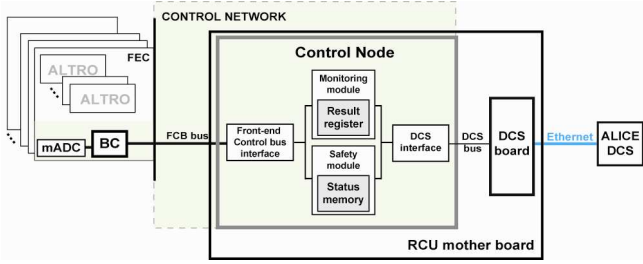 CONTROL NETWORK
FEC
ALTRO
ALTRO
mADC
BC
FCB bus
Control Node
Front-end
Control bus
interface
Monitoring
module
Result
register
Safety
module
Status
memory
DCS
interface
DCS
bus
DCS
board
Ethernet
ALICE
DCS
RCU mother board